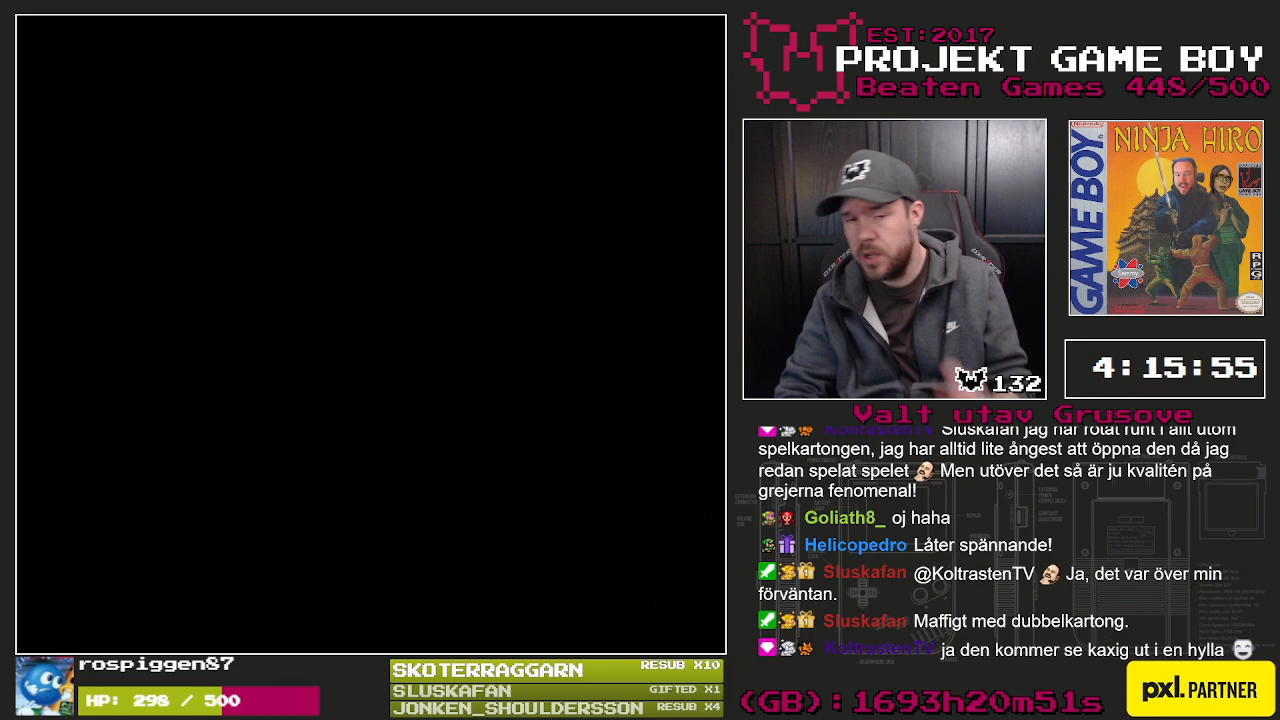 EST:2017
PROJEKT GAME BOY
Beaten Games 448/500
Nintendo
GAME BOY
NINJA HIRO
Sammy
RPG
132
4:15:55
Valt utav Grusove
KoltrastenTV Sluskafan jag har rotat runt i allt utom
spelkartongen, jag har alltid lite ångest att öppna den då jag
redan spelat spelet Men utöver det så är ju kvalitén på
grejerna fenomenal!
Goliath8_ oj haha
Helicopedro Låter spännande!
Sluskafan @KoltrastenTV Ja, det var över min
förväntan.
Sluskafan Maffigt med dubbelkartong.
KoltrastenTV ja den kommer se kaxig ut i en hylla
rospiggen87
HP: 298 / 500
SKOTERRAGGARN RESUB X10
SLUSKAFAN GIFTED X1
JONKEN_SHOULDERSSON RESUB X4
(GB):1693h20m51s
pxl.PARTNER